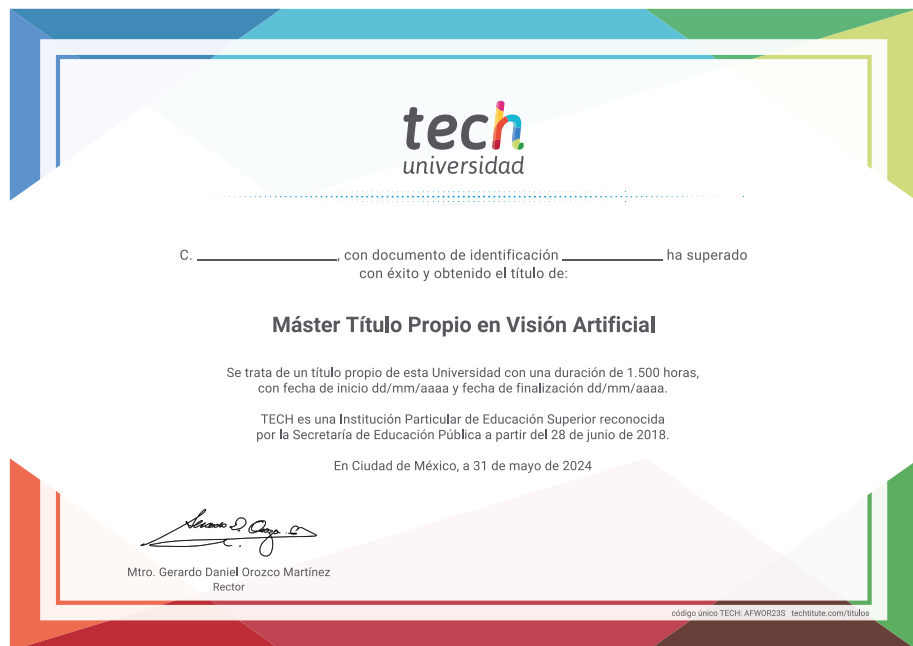 tech
universidad
C. ____________, con documento de identificación ____________ ha superado
con éxito y obtenido el título de:
Máster Título Propio en Visión Artificial
Se trata de un título propio de esta Universidad con una duración de 1.500 horas,
con fecha de inicio dd/mm/aaaa y fecha de finalización dd/mm/aaaa.
TECH es una Institución Particular de Educación Superior reconocida
por la Secretaría de Educación Pública a partir del 28 de junio de 2018.
En Ciudad de México, a 31 de mayo de 2024
Mtro. Gerardo Daniel Orozco Martínez
Rector
código único TECH: AFWOR23S techtitute.com/titulos